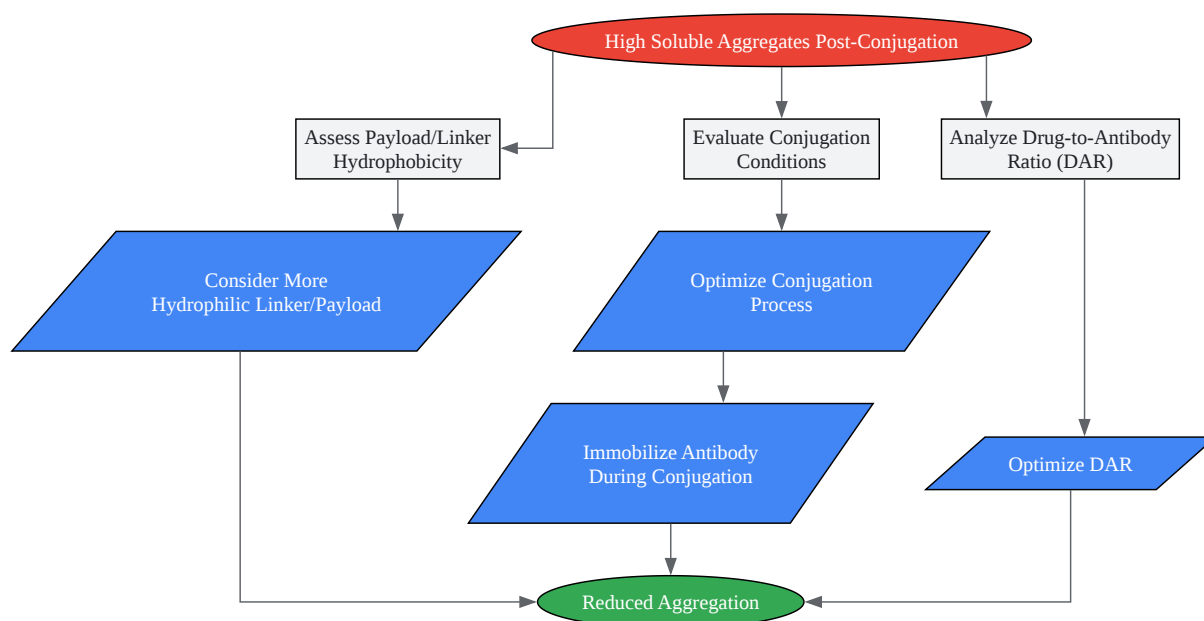 High Soluble Aggregates Post-Conjugation
Assess Payload/Linker
Hydrophobicity
Evaluate Conjugation
Conditions
Analyze Drug-to-Antibody
Ratio (DAR)
Consider More
Hydrophilic Linker/Payload
Optimize Conjugation
Process
Immobilize Antibody
During Conjugation
Optimize DAR
Reduced Aggregation